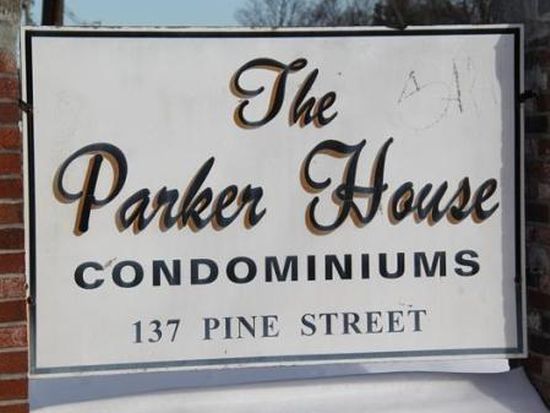 The
Parker House
CONDOMINIUMS
137 PINE STREET